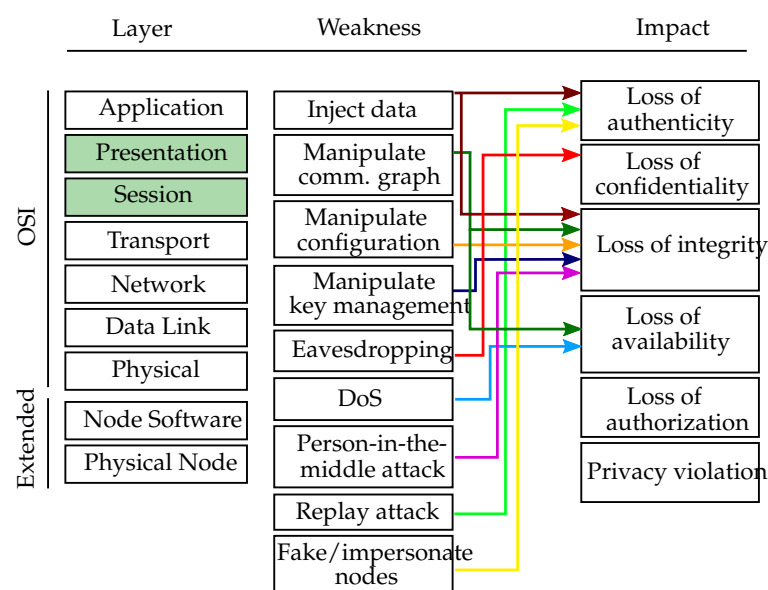 Layer
Weakness
Impact
OSI
Extended
Application
Presentation
Session
Transport
Network
Data Link
Physical
Node Software
Physical Node
Inject data
Manipulate
comm. graph
Manipulate
configuration
Manipulate
key management
Eavesdropping
DoS
Person-in-the-
middle attack
Replay attack
Fake/impersonate
nodes
Loss of
authenticity
Loss of
confidentiality
Loss of integrity
Loss of
availability
Loss of
authorization
Privacy violation